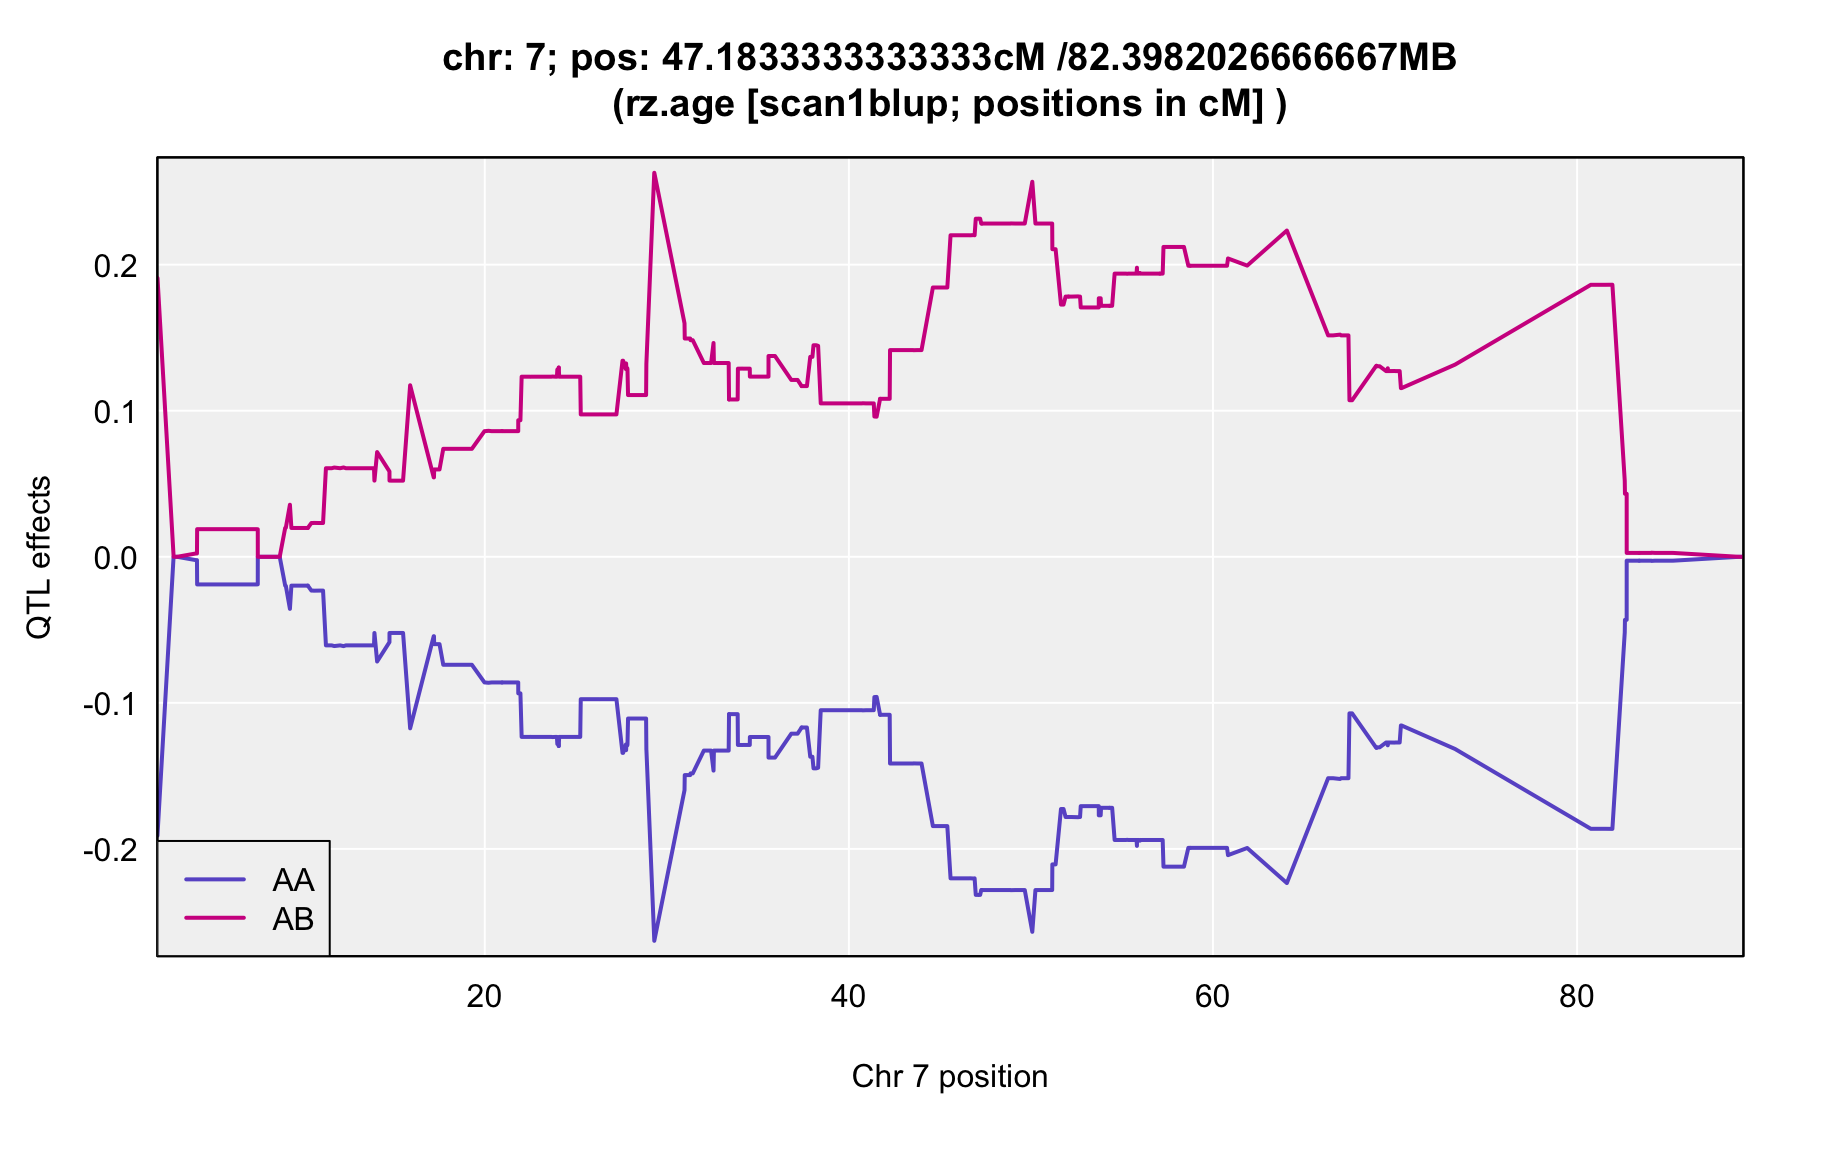 chr: 7; pos: 47.1833333333333cM /82.3982026666667MB
(rz.age [scan1blup; positions in cM] )
QTL effects
0.2
0.1
0.0
-0.1
-0.2
AA
AB
20 40 60 80
Chr 7 position